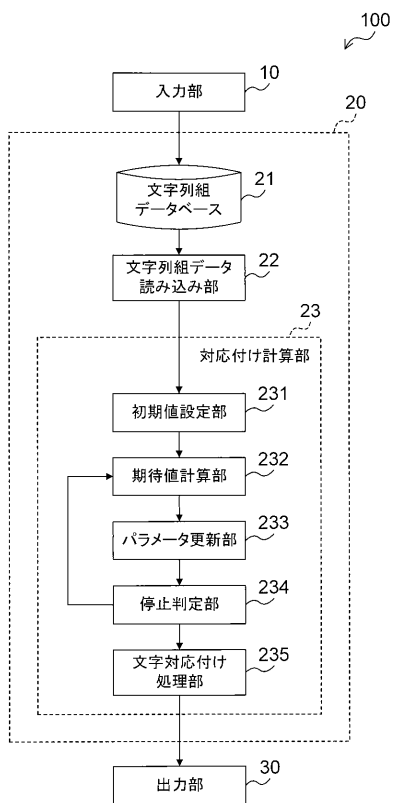 100
10
入力部
20
21
文字列組
データベース
22
文字列組データ
読み込み部
23
対応付け計算部
231
初期値設定部
232
期待値計算部
233
パラメータ更新部
234
停止判定部
235
文字対応付け
処理部
30
出力部